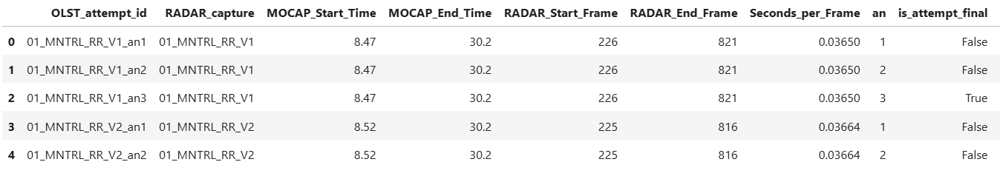 OLST_attempt_id RADAR_capture MOCAP_Start_Time MOCAP_End_Time RADAR_Start_Frame RADAR_End_Frame Seconds_per_Frame an is_attempt_final
0 01_MNTRL_RR_V1_an1 01_MNTRL_RR_V1 8.47 30.2 226 821 0.03650 1 False
1 01_MNTRL_RR_V1_an2 01_MNTRL_RR_V1 8.47 30.2 226 821 0.03650 2 False
2 01_MNTRL_RR_V1_an3 01_MNTRL_RR_V1 8.47 30.2 226 821 0.03650 3 True
3 01_MNTRL_RR_V2_an1 01_MNTRL_RR_V2 8.52 30.2 225 816 0.03664 1 False
4 01_MNTRL_RR_V2_an2 01_MNTRL_RR_V2 8.52 30.2 225 816 0.03664 2 False